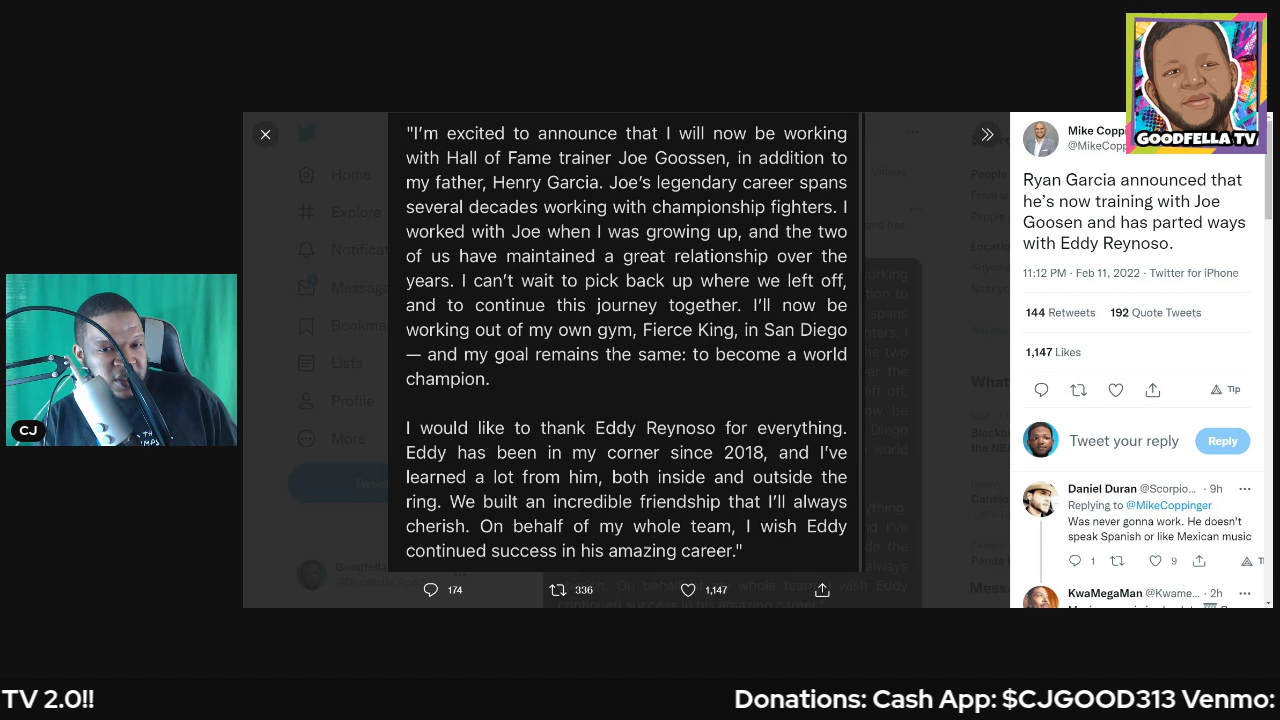 GOODFELLA TV
"I'm excited to announce that I will now be working
with Hall of Fame trainer Joe Goossen, in addition to
my father, Henry Garcia. Joe's legendary career spans
several decades working with championship fighters. I
worked with Joe when I was growing up, and the two
of us have maintained a great relationship over the
years. I can't wait to pick back up where we left off,
and to continue this journey together. I'll now be
working out of my own gym, Fierce King, in San Diego
— and my goal remains the same: to become a world
champion.
I would like to thank Eddy Reynoso for everything.
Eddy has been in my corner since 2018, and I've
learned a lot from him, both inside and outside the
ring. We built an incredible friendship that I'll always
cherish. On behalf of my whole team, I wish Eddy
continued success in his amazing career."
174
336
1,147
Home
Explore
Lists
Profile
More
Mike
@MikeCopp
Ryan Garcia announced that
he's now training with Joe
Goosen and has parted ways
with Eddy Reynoso.
11:12 PM · Feb 11, 2022 · Twitter for iPhone
144 Retweets 192 Quote Tweets
1,147 Likes
Tip
Tweet your reply Reply
Daniel Duran @Scorpio... · 9h
Replying to @MikeCoppinger
Was never gonna work. He doesn't
speak Spanish or like Mexican music
1 9
KwaMegaMan @Kwame... · 2h
CJ
TV 2.0!! Donations: Cash App: $CJGOOD313 Venmo: